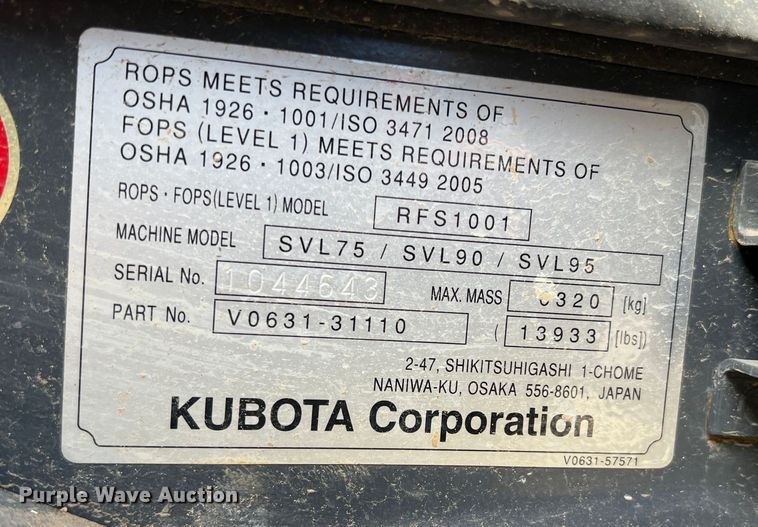 ROPS MEETS REQUIREMENTS OF
OSHA 1926・1001/ISO 3471 2008
FOPS (LEVEL 1) MEETS REQUIREMENTS OF
OSHA 1926・1003/ISO 3449 2005
ROPS・FOPS(LEVEL 1) MODEL RFS1001
MACHINE MODEL SVL75 / SVL90 / SVL95
SERIAL No. 1044643 MAX. MASS 6320 [kg]
PART No. V0631-31110 (13933 [lbs])
2-47, SHIKITSUHIGASHI 1-CHOME
NANIWA-KU, OSAKA 556-8601, JAPAN
KUBOTA Corporation
V0631-57571
Purple Wave Auction